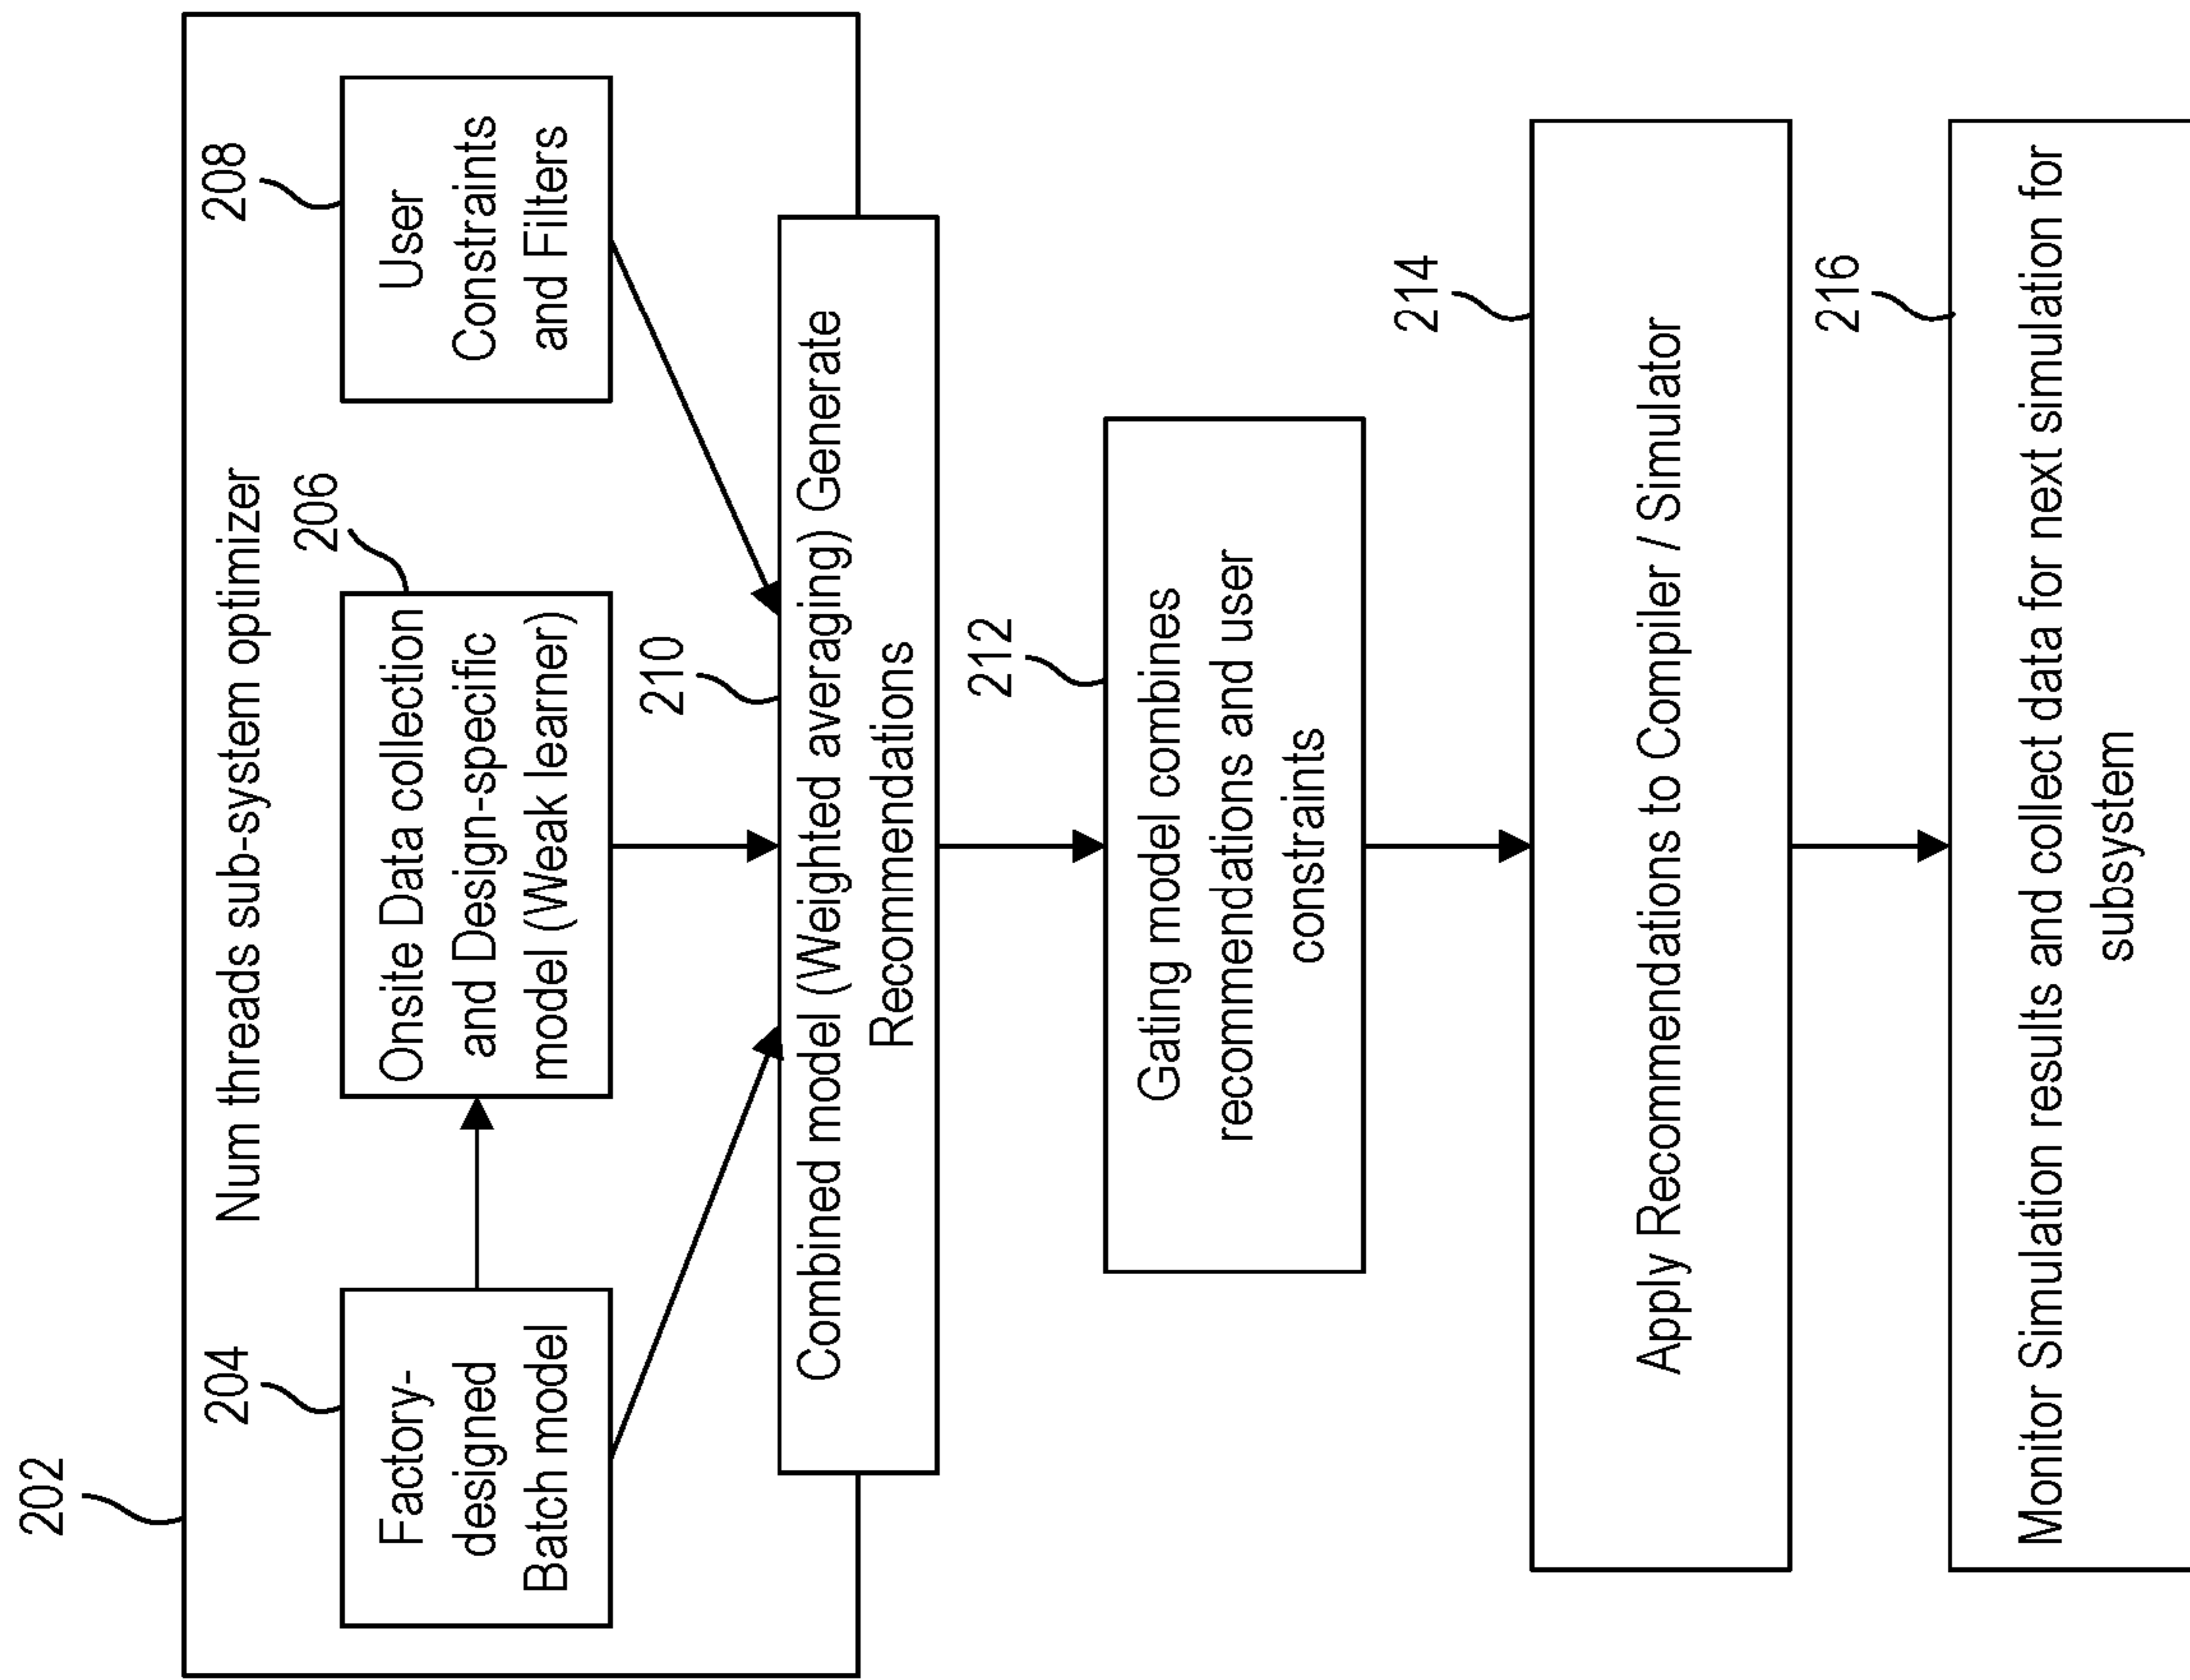 202
Num threads sub-system optimizer
204
Factory-
designed
Batch model
206
Onsite Data collection
and Design-specific
model (Weak learner)
208
User
Constraints
and Filters
210
Combined model (Weighted averaging) Generate
Recommendations
212
Gating model combines
recommendations and user
constraints
214
Apply Recommendations to Compiler / Simulator
216
Monitor Simulation results and collect data for next simulation for
subsystem